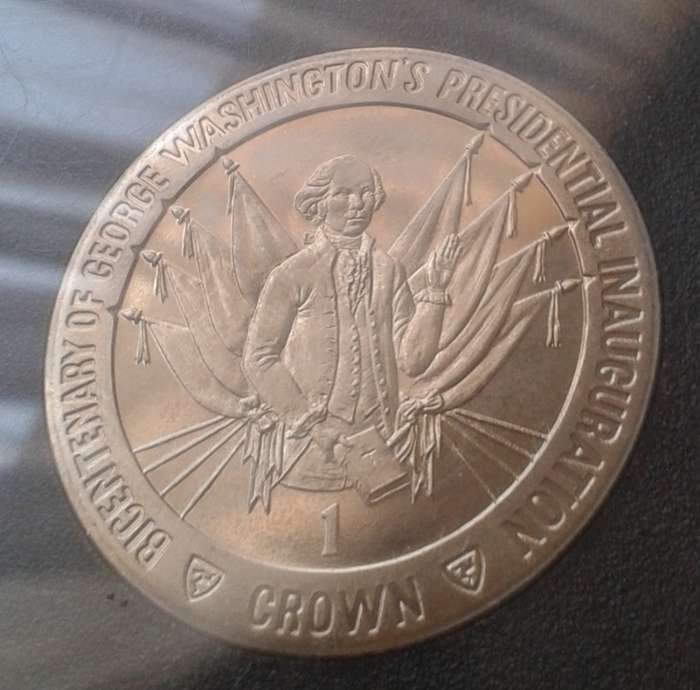 BICENTENARY OF GEORGE WASHINGTON'S PRESIDENTIAL INAUGURATION
1
CROWN